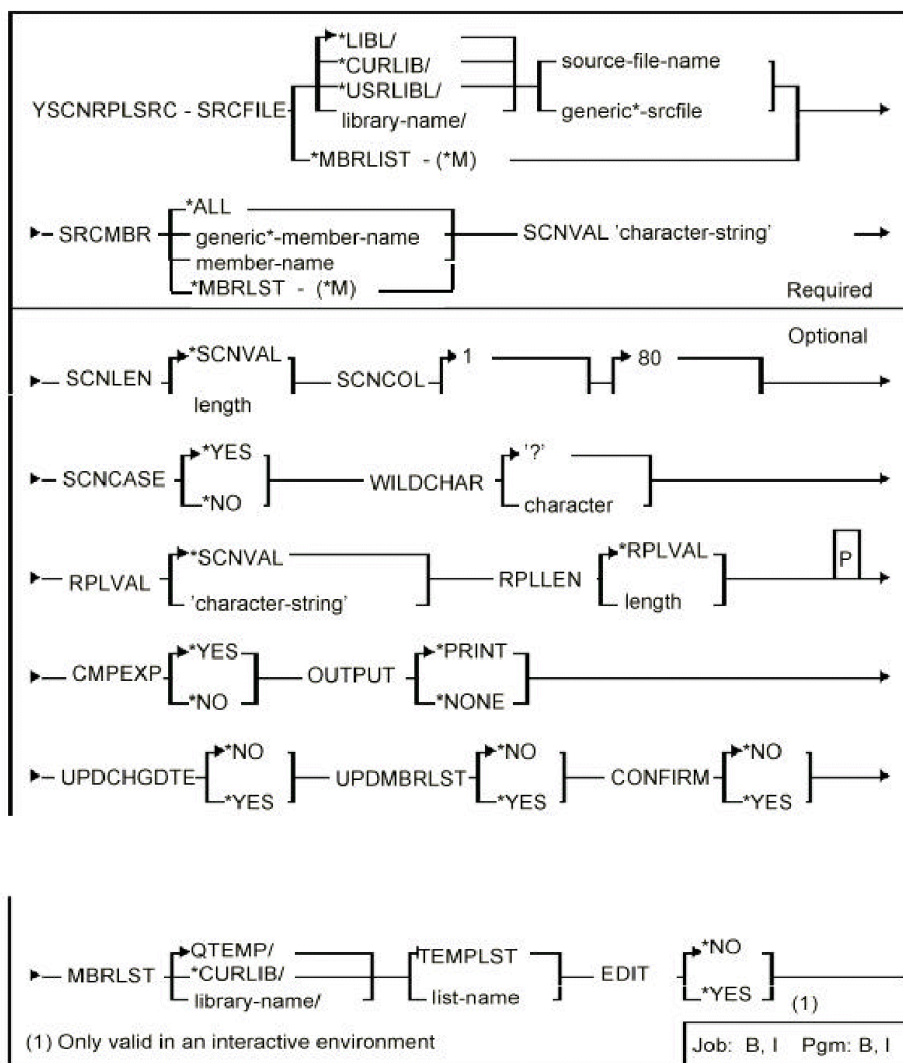 *LIBL/
*CURLIB/
*USRLIBL/
library-name/
source-file-name
generic*-srcfile
YSCNRPLSRC - SRCFILE
*MBRLIST - (*M)
SRCMBR
*ALL
generic*-member-name
member-name
*MBRLST - (*M)
SCNVAL 'character-string'
Required
Optional
SCNLEN
*SCNVAL
length
SCNCOL
1
80
SCNCASE
*YES
*NO
WILDCHAR
'?'
character
RPLVAL
*SCNVAL
'character-string'
RPLLEN
*RPLVAL
length
P
CMPEXP
*YES
*NO
OUTPUT
*PRINT
*NONE
UPDCHGDTE
*NO
*YES
UPDMBRLST
*NO
*YES
CONFIRM
*NO
*YES
MBRLST
QTEMP/
*CURLIB/
library-name/
TEMPLST
list-name
EDIT
*NO
*YES
(1)
(1) Only valid in an interactive environment
Job: B, I Pgm: B, I